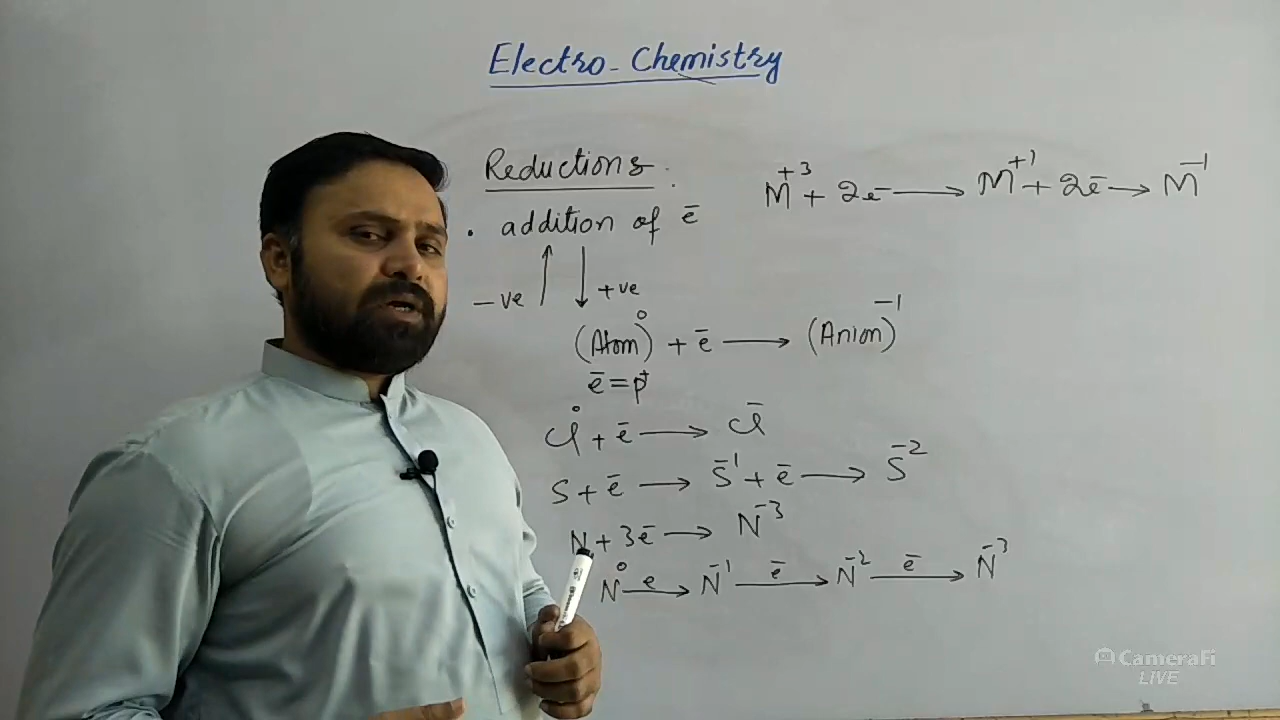 Electro-Chemistry
Reductions.
M⁺³ + 2e⁻ → M⁺¹ + 2e⁻ → M⁻¹
. addition of e⁻
-ve ↑ ↓ +ve
(Atom)⁰ + e⁻ → (Anion)⁻¹
e⁻ = p⁺
Cl⁰ + e⁻ → Cl⁻
S + e⁻ → S⁻¹ + e⁻ → S⁻²
N + 3e⁻ → N⁻³
N⁰ —e→ N⁻¹ —e⁻→ N⁻² —e⁻→ N⁻³
CameraFi
LIVE